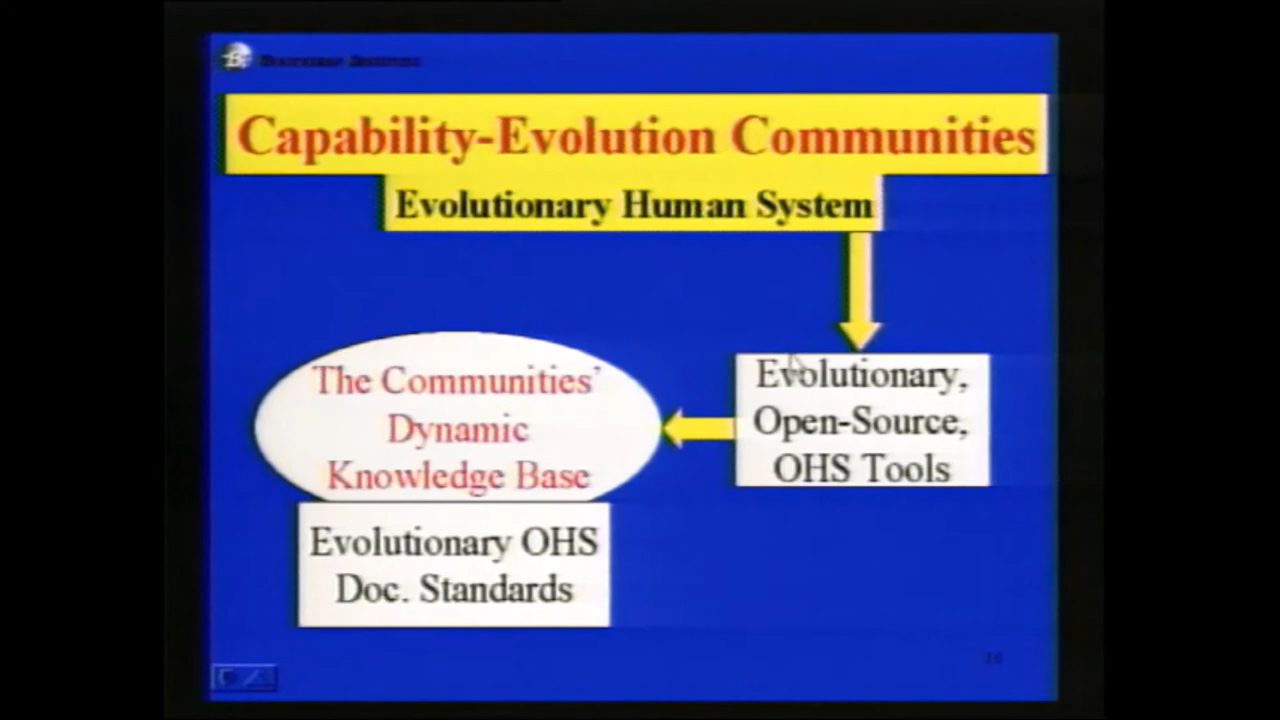 Capability-Evolution Communities
Evolutionary Human System
The Communities’
Dynamic
Knowledge Base
Evolutionary,
Open-Source,
OHS Tools
Evolutionary OHS
Doc. Standards